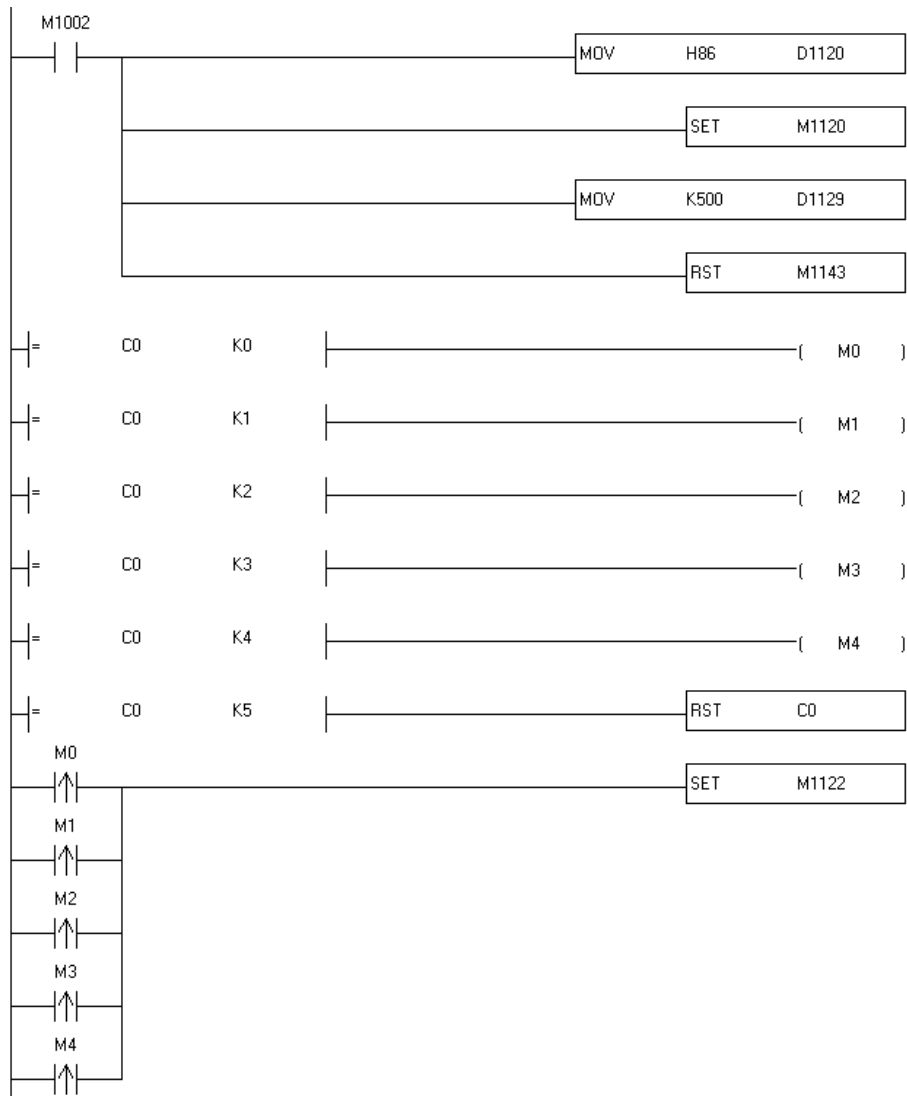 M1002
MOV H86 D1120
SET M1120
MOV K500 D1129
RST M1143
= C0 K0 ( M0 )
= C0 K1 ( M1 )
= C0 K2 ( M2 )
= C0 K3 ( M3 )
= C0 K4 ( M4 )
= C0 K5 RST C0
M0
SET M1122
M1
M2
M3
M4